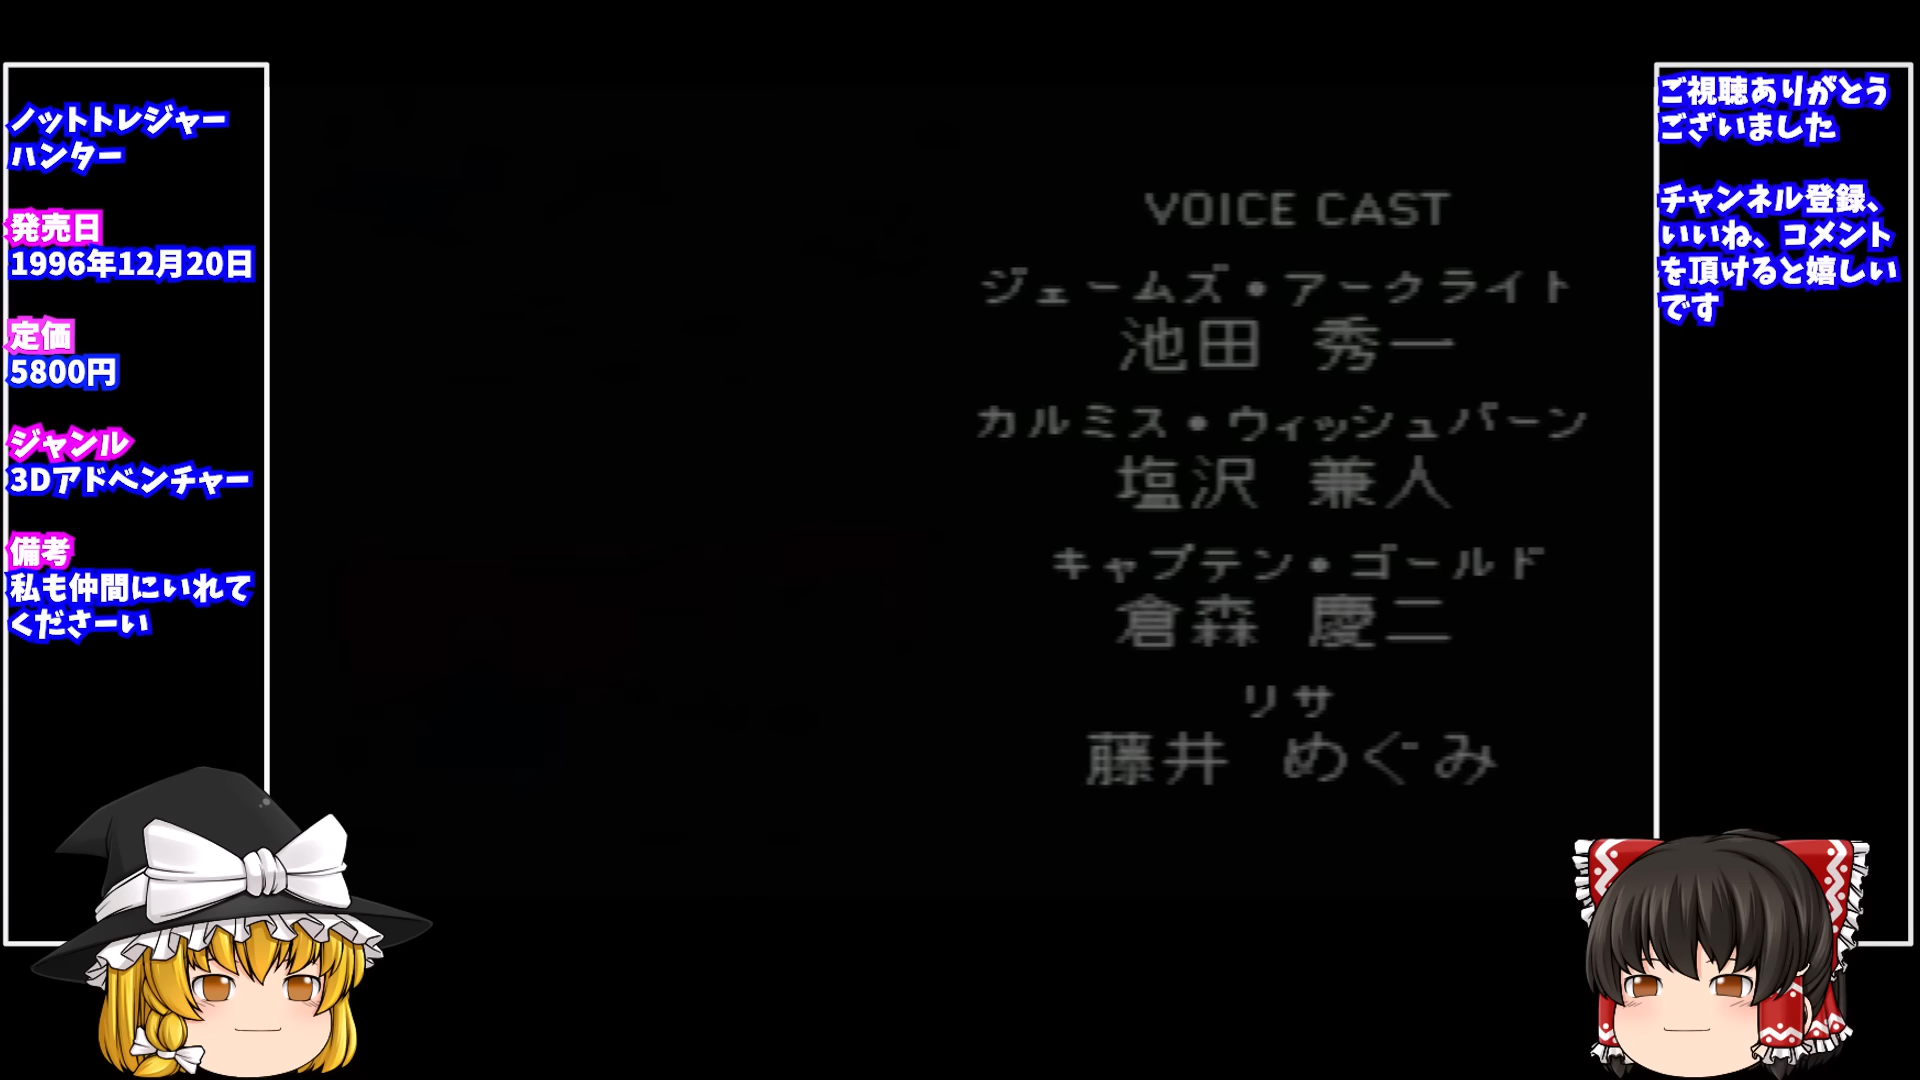 ノットトレジャー
ハンター
発売日
1996年12月20日
定価
5800円
ジャンル
3Dアドベンチャー
備考
私も仲間にいれて
くださーい
VOICE CAST
ジェームズ・アークライト
池田 秀一
カルミス・ウィッシュバーン
塩沢 兼人
キャプテン・ゴールド
倉森 慶二
リサ
藤井 めぐみ
ご視聴ありがとう
ございました
チャンネル登録、
いいね、コメント
を頂けると嬉しい
です